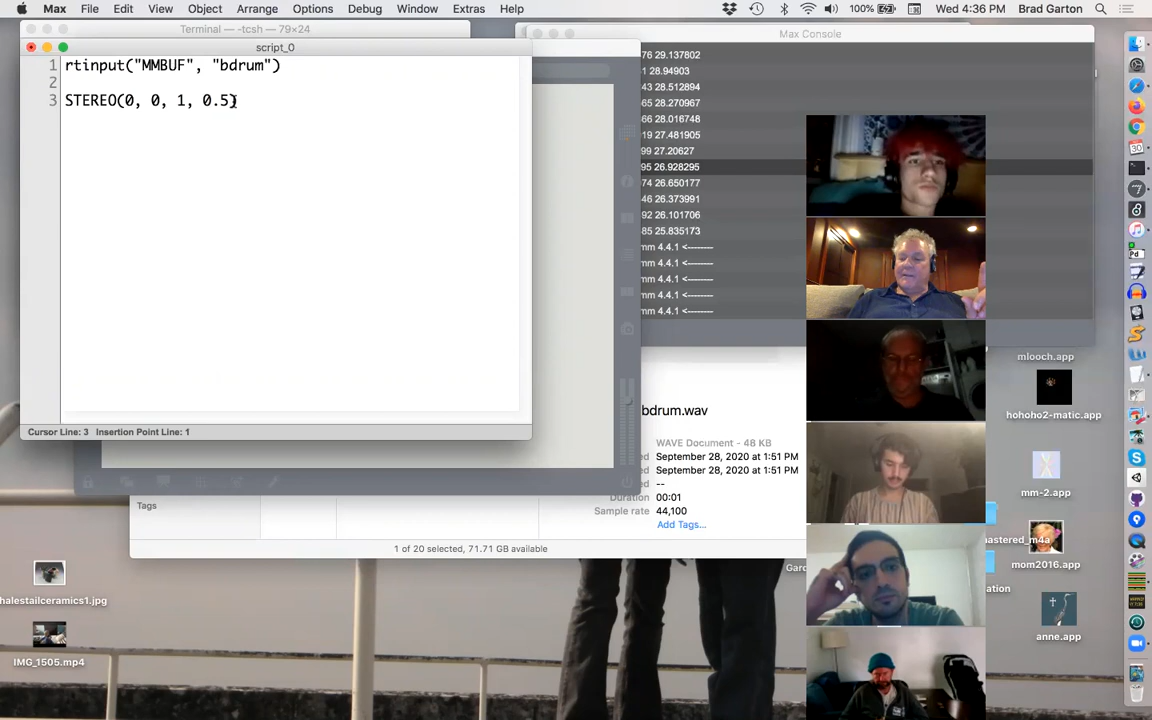 Max File Edit View Object Arrange Options Debug Window Extras Help
100% Wed 4:36 PM Brad Garton
Terminal — -tcsh — 79×24
Max Console
script_0
1 rtinput("MMBUF", "bdrum")
2
3 STEREO(0, 0, 1, 0.5)
76 29.137802
1 28.94903
43 28.512894
65 28.270967
66 28.016748
19 27.481905
99 27.20627
95 26.928295
74 26.650177
46 26.373991
92 26.101706
85 25.835173
mm 4.4.1 <--------
mm 4.4.1 <--------
mm 4.4.1 <--------
mm 4.4.1 <--------
mm 4.4.1 <--------
Cursor Line: 3 Insertion Point Line: 1
bdrum.wav
WAVE Document - 48 KB
September 28, 2020 at 1:51 PM
September 28, 2020 at 1:51 PM
--
Duration 00:01
Sample rate 44,100
Add Tags...
Tags
1 of 20 selected, 71.71 GB available
mlooch.app
hohoho2-matic.app
mm-2.app
mastered_m4a
mom2016.app
anne.app
halestailceramics1.jpg
IMG_1505.mp4
30
Pd